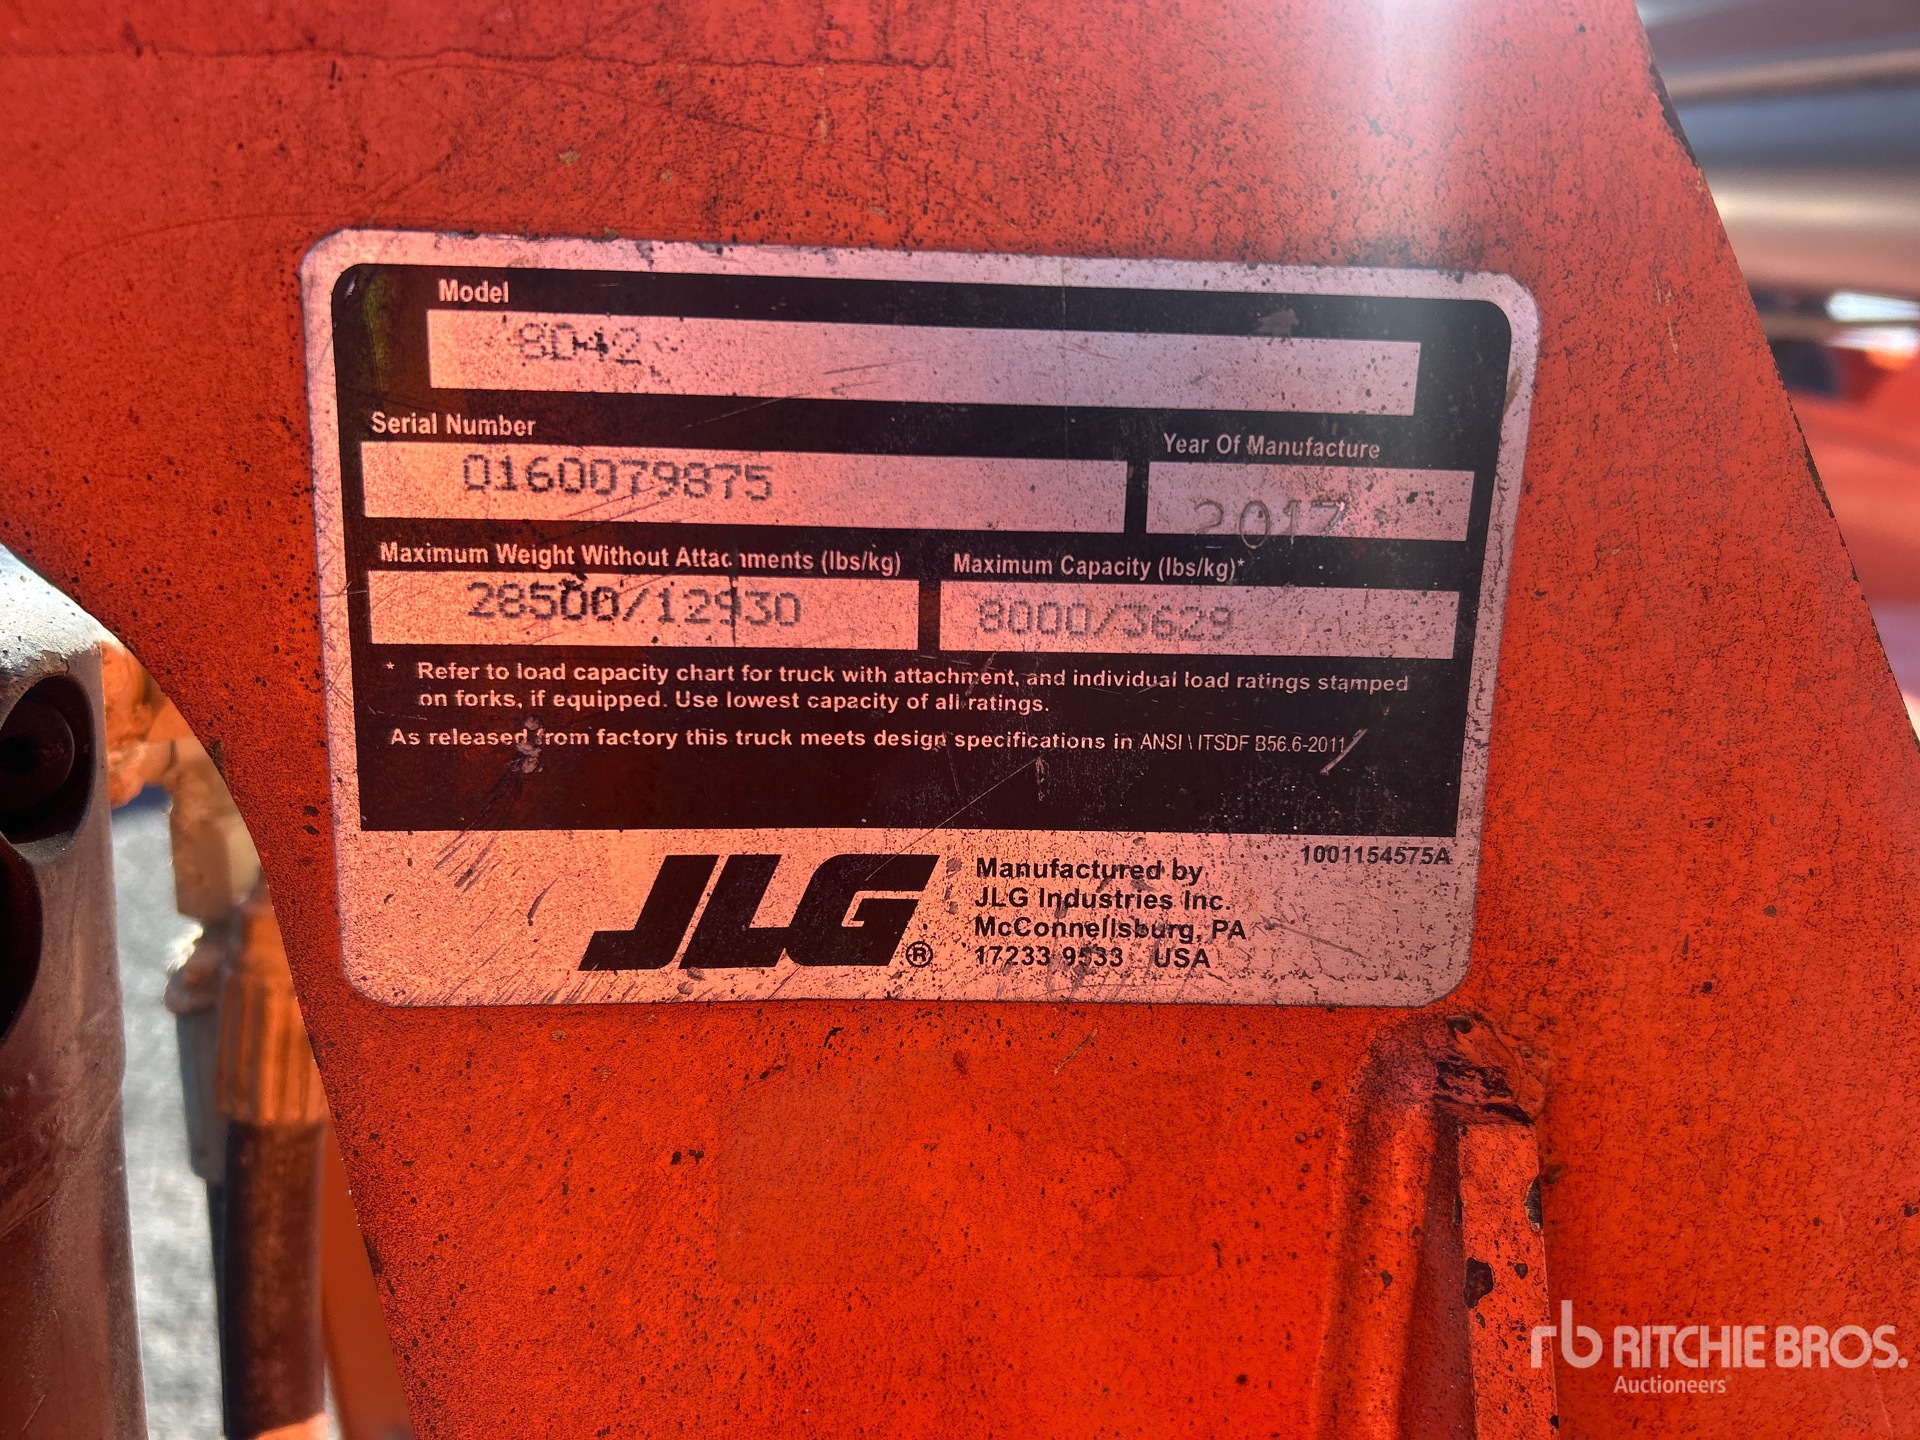 Model
8D42
Serial Number
0160079875
Year Of Manufacture
2017
Maximum Weight Without Attachments (lbs/kg)
28500/12930
Maximum Capacity (lbs/kg)*
8000/3629
* Refer to load capacity chart for truck with attachment, and individual load ratings stamped
on forks, if equipped. Use lowest capacity of all ratings.
As released from factory this truck meets design specifications in ANSI \ ITSDF B56.6-2011
1001154575A
JLG®
Manufactured by
JLG Industries Inc.
McConnellsburg, PA
17233 9533 USA
rb RITCHIE BROS.
Auctioneers